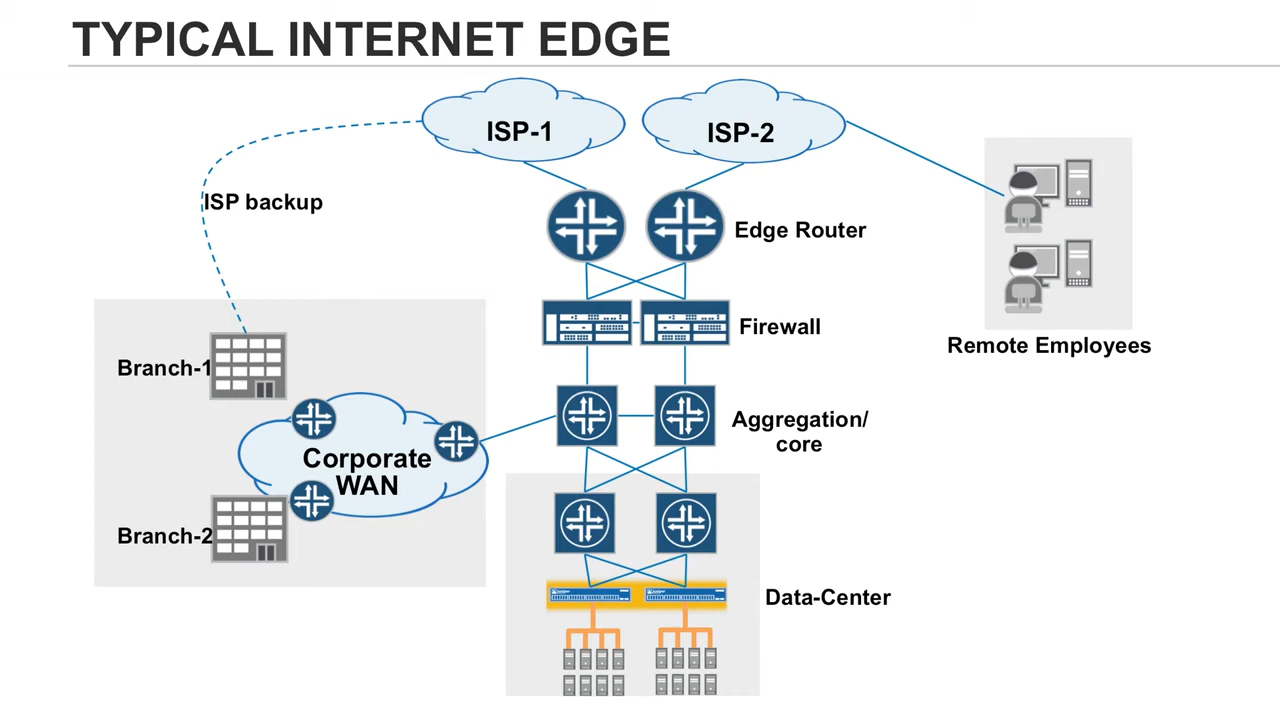 TYPICAL INTERNET EDGE
ISP-1
ISP-2
ISP backup
Edge Router
Firewall
Remote Employees
Branch-1
Aggregation/
core
Corporate
WAN
Branch-2
Data-Center